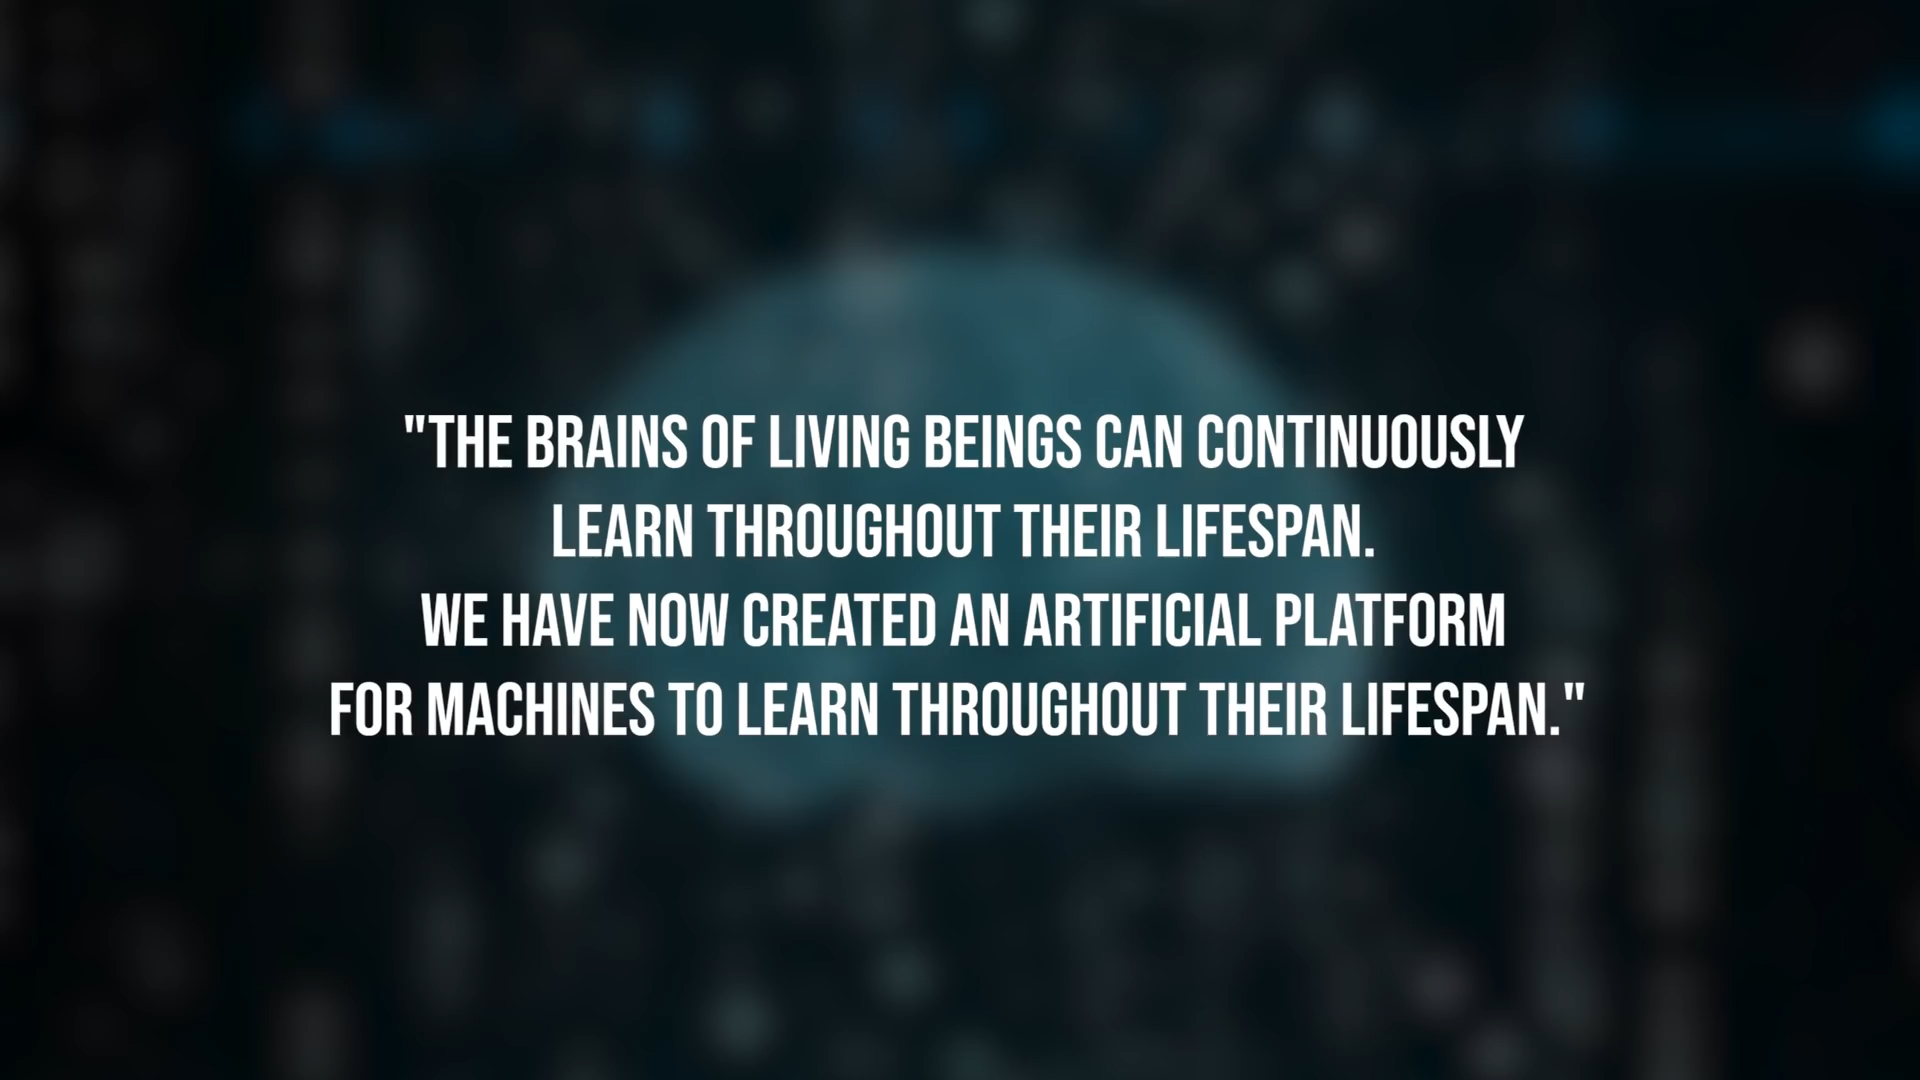 "THE BRAINS OF LIVING BEINGS CAN CONTINUOUSLY
LEARN THROUGHOUT THEIR LIFESPAN.
WE HAVE NOW CREATED AN ARTIFICIAL PLATFORM
FOR MACHINES TO LEARN THROUGHOUT THEIR LIFESPAN."